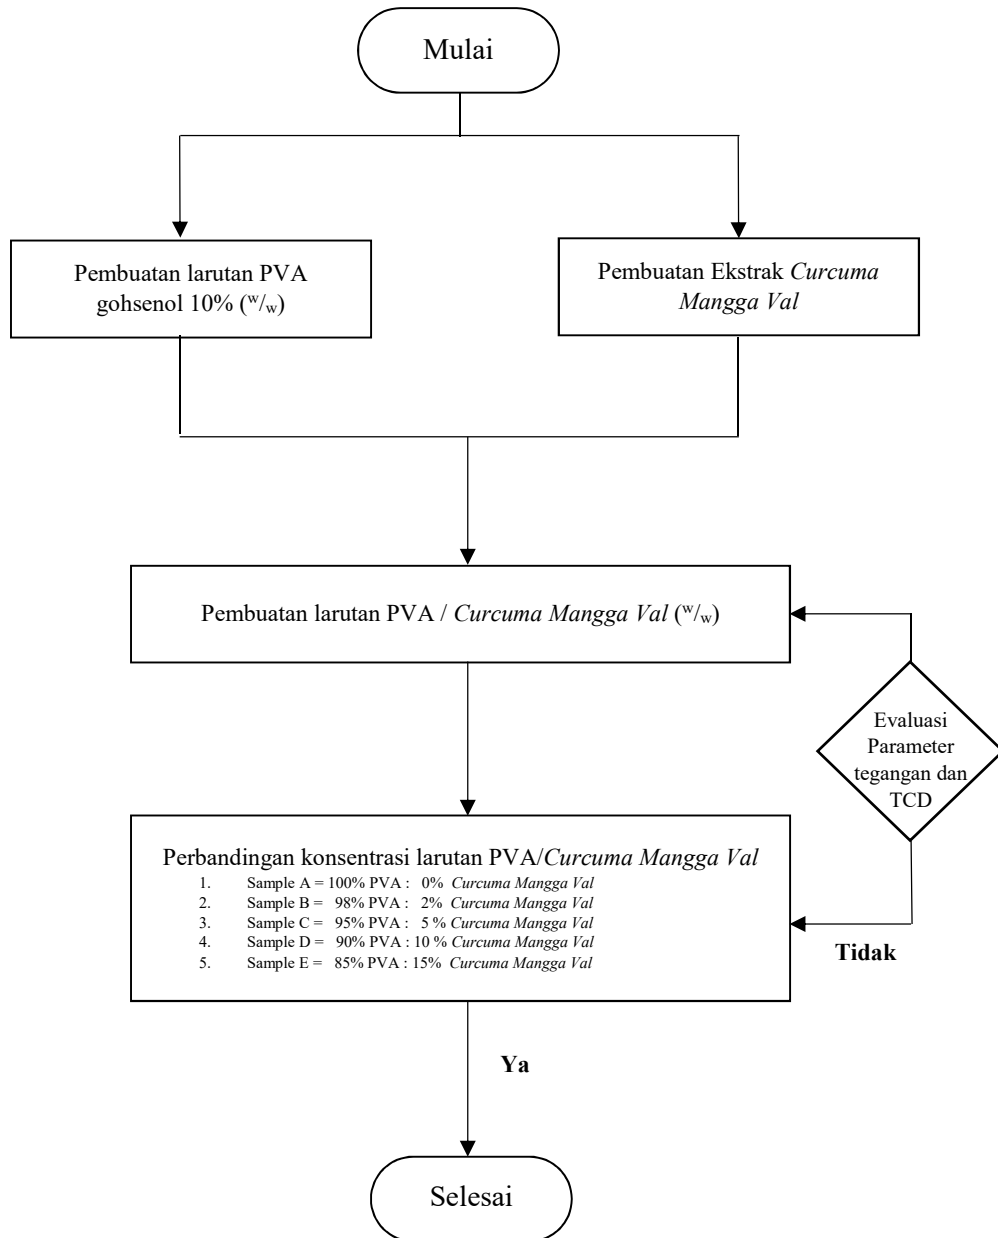 Mulai
Pembuatan larutan PVA
gohsenol 10% (w/w)
Pembuatan Ekstrak Curcuma
Mangga Val
Pembuatan larutan PVA / Curcuma Mangga Val (w/w)
Evaluasi
Parameter
tegangan dan
TCD
Perbandingan konsentrasi larutan PVA/Curcuma Mangga Val
1. Sample A = 100% PVA : 0% Curcuma Mangga Val
2. Sample B = 98% PVA : 2% Curcuma Mangga Val
3. Sample C = 95% PVA : 5 % Curcuma Mangga Val
4. Sample D = 90% PVA : 10 % Curcuma Mangga Val
5. Sample E = 85% PVA : 15% Curcuma Mangga Val
Tidak
Ya
Selesai